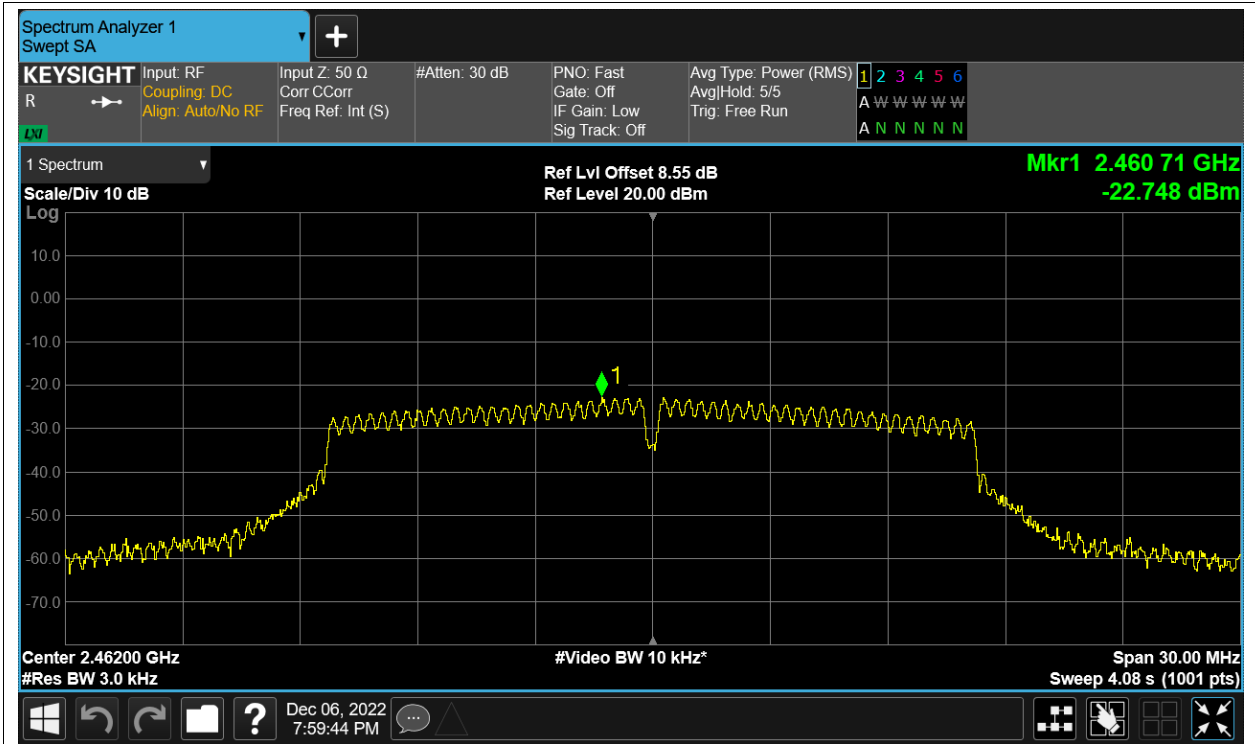 Spectrum Analyzer 1
Swept SA
KEYSIGHT
R
LXI
Input: RF
Coupling: DC
Align: Auto/No RF
Input Z: 50 Ω
Corr CCorr
Freq Ref: Int (S)
#Atten: 30 dB
PNO: Fast
Gate: Off
IF Gain: Low
Sig Track: Off
Avg Type: Power (RMS)
Avg|Hold: 5/5
Trig: Free Run
1 2 3 4 5 6
A W W W W W
A N N N N N
1 Spectrum
Scale/Div 10 dB
Log
Ref Lvl Offset 8.55 dB
Ref Level 20.00 dBm
Mkr1 2.460 71 GHz
-22.748 dBm
10.0
0.00
-10.0
-20.0
-30.0
-40.0
-50.0
-60.0
-70.0
1
Center 2.46200 GHz
#Res BW 3.0 kHz
#Video BW 10 kHz*
Span 30.00 MHz
Sweep 4.08 s (1001 pts)
?
Dec 06, 2022
7:59:44 PM